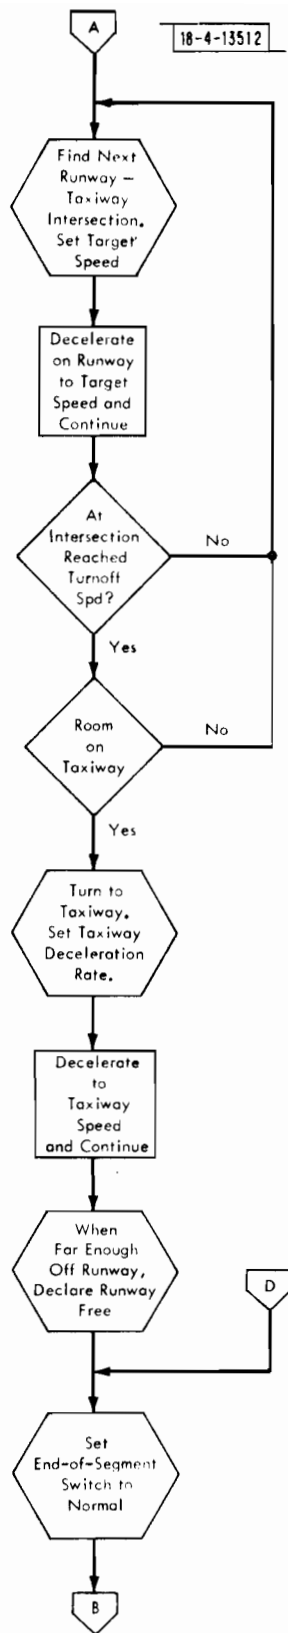 A
18-4-13512
Find Next
Runway –
Taxiway
Intersection.
Set Target
Speed
Decelerate
on Runway
to Target
Speed and
Continue
At
Intersection
Reached
Turnoff
Spd?
No
Yes
Room
on
Taxiway
No
Yes
Turn to
Taxiway.
Set Taxiway
Deceleration
Rate.
Decelerate
to
Taxiway
Speed
and Continue
When
Far Enough
Off Runway,
Declare Runway
Free
D
Set
End-of-Segment
Switch to
Normal
B